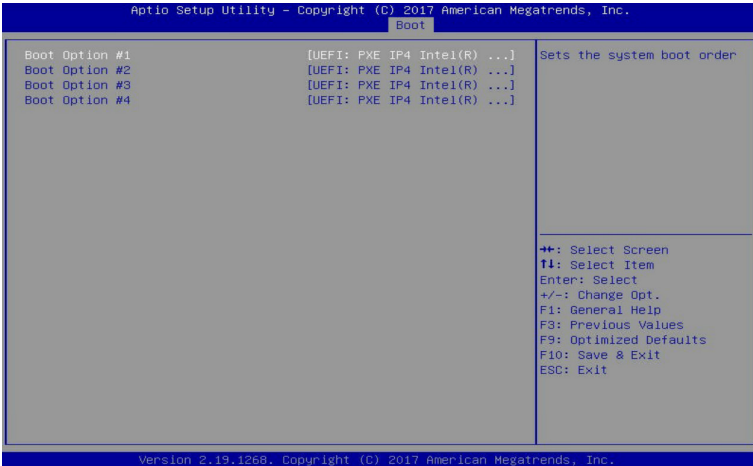 Aptio Setup Utility – Copyright (C) 2017 American Megatrends, Inc.
Boot
Boot Option #1 [UEFI: PXE IP4 Intel(R) ...]
Boot Option #2 [UEFI: PXE IP4 Intel(R) ...]
Boot Option #3 [UEFI: PXE IP4 Intel(R) ...]
Boot Option #4 [UEFI: PXE IP4 Intel(R) ...]
Sets the system boot order
→←: Select Screen
↑↓: Select Item
Enter: Select
+/-: Change Opt.
F1: General Help
F3: Previous Values
F9: Optimized Defaults
F10: Save & Exit
ESC: Exit
Version 2.19.1268. Copyright (C) 2017 American Megatrends, Inc.